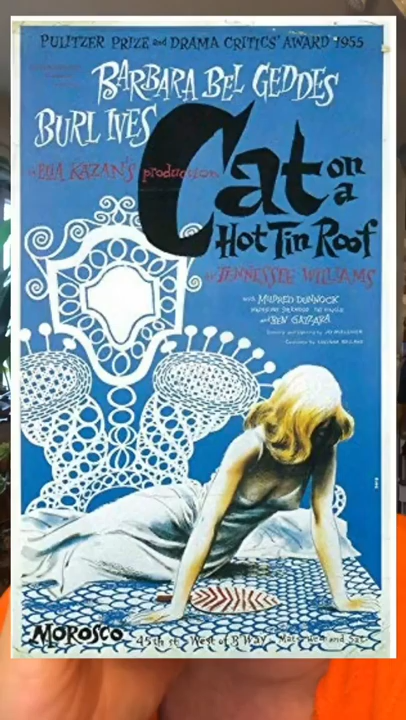 PULITZER PRIZE and DRAMA CRITICS' AWARD 1955
BARBARA BEL GEDDES
BURL IVES
in ELIA KAZAN'S production
Cat on
a
Hot Tin Roof
by TENNESSEE WILLIAMS
with MILDRED DUNNOCK
and BEN GAZZARA
MOROSCO 45th st. West of B'Way.